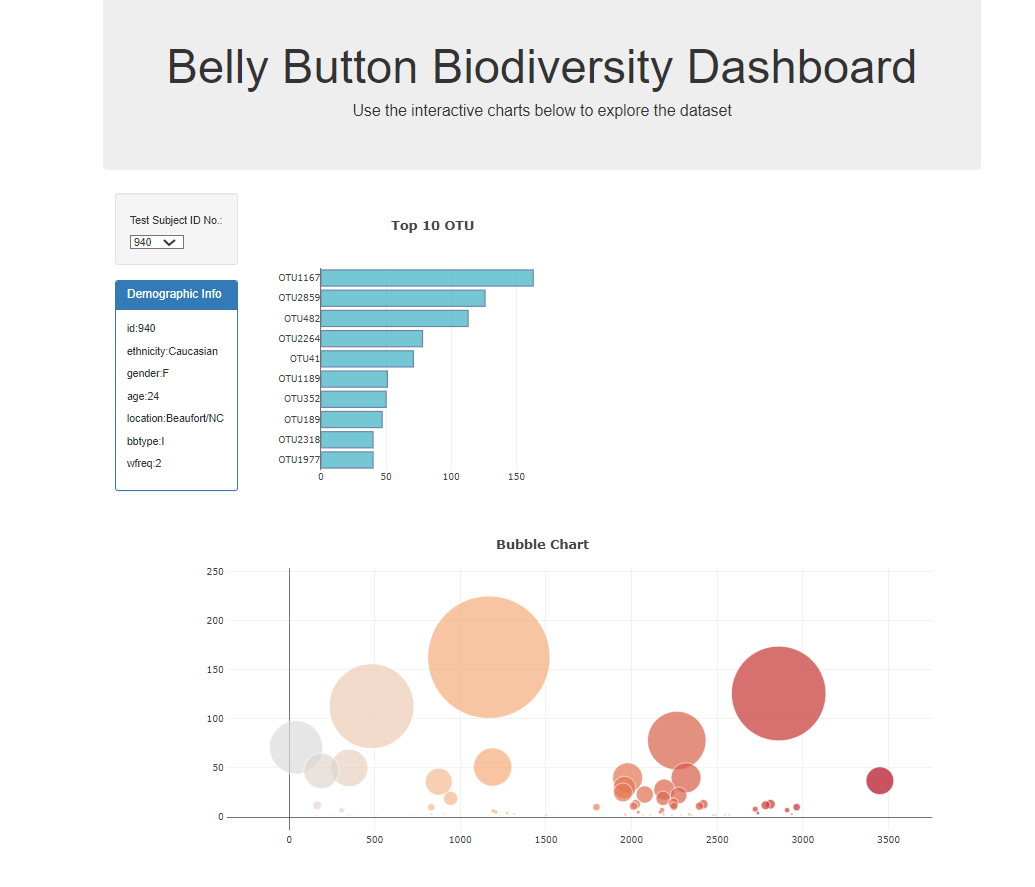 Belly Button Biodiversity Dashboard
Use the interactive charts below to explore the dataset
Test Subject ID No.:
940
Demographic Info
id:940
ethnicity:Caucasian
gender:F
age:24
location:Beaufort/NC
bbtype:I
wfreq:2
Top 10 OTU
OTU1167
OTU2859
OTU482
OTU2264
OTU41
OTU1189
OTU352
OTU189
OTU2318
OTU1977
0 50 100 150
Bubble Chart
250
200
150
100
50
0
0 500 1000 1500 2000 2500 3000 3500